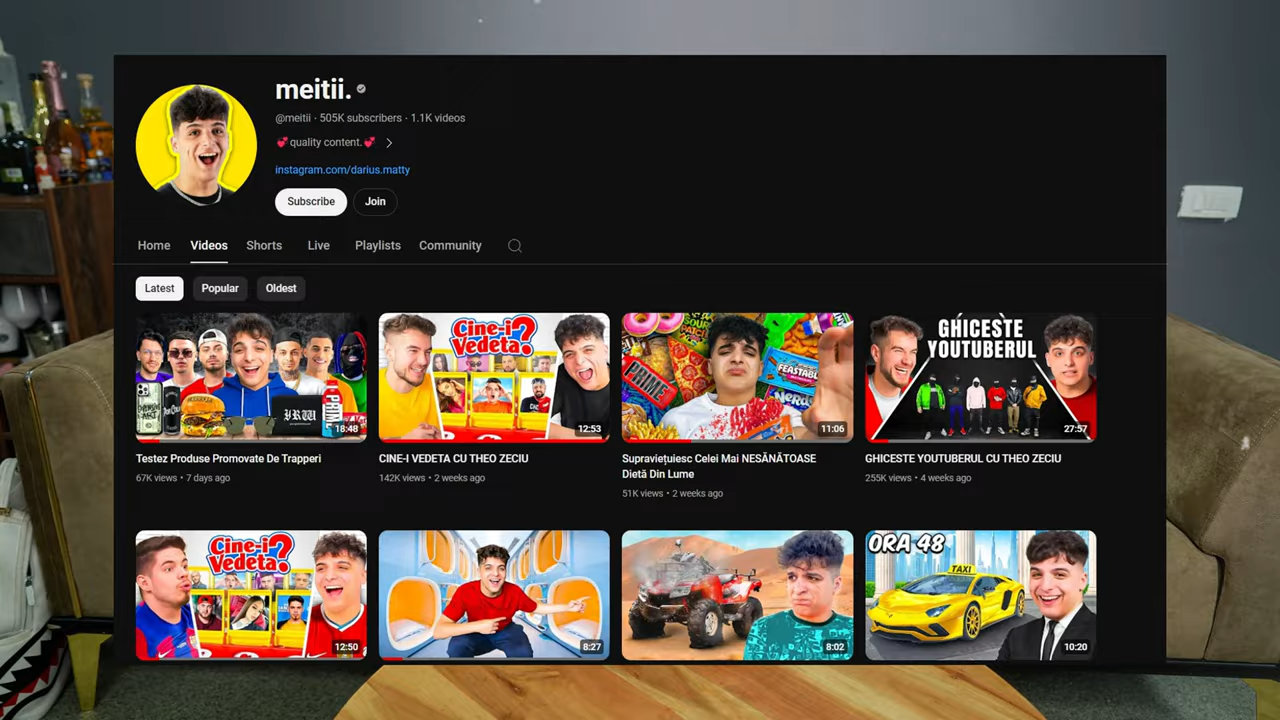 meitii.
@meitii · 505K subscribers · 1.1K videos
💞 quality content.💞
instagram.com/darius.matty
Subscribe Join
Home Videos Shorts Live Playlists Community
Latest Popular Oldest
PRIME
18:48
Cine-i Vedeta?
12:53
PRIME
FEASTABL
Nerds
11:06
GHICEȘTE
YOUTUBERUL
27:57
Testez Produse Promovate De Trapperi
67K views • 7 days ago
CINE-I VEDETA CU THEO ZECIU
142K views • 2 weeks ago
Supraviețuiesc Celei Mai NESĂNĂTOASE
Dietă Din Lume
51K views • 2 weeks ago
GHICESTE YOUTUBERUL CU THEO ZECIU
255K views • 4 weeks ago
Cine-i Vedeta?
12:50
8:27
8:02
ORA 48
TAXI
10:20